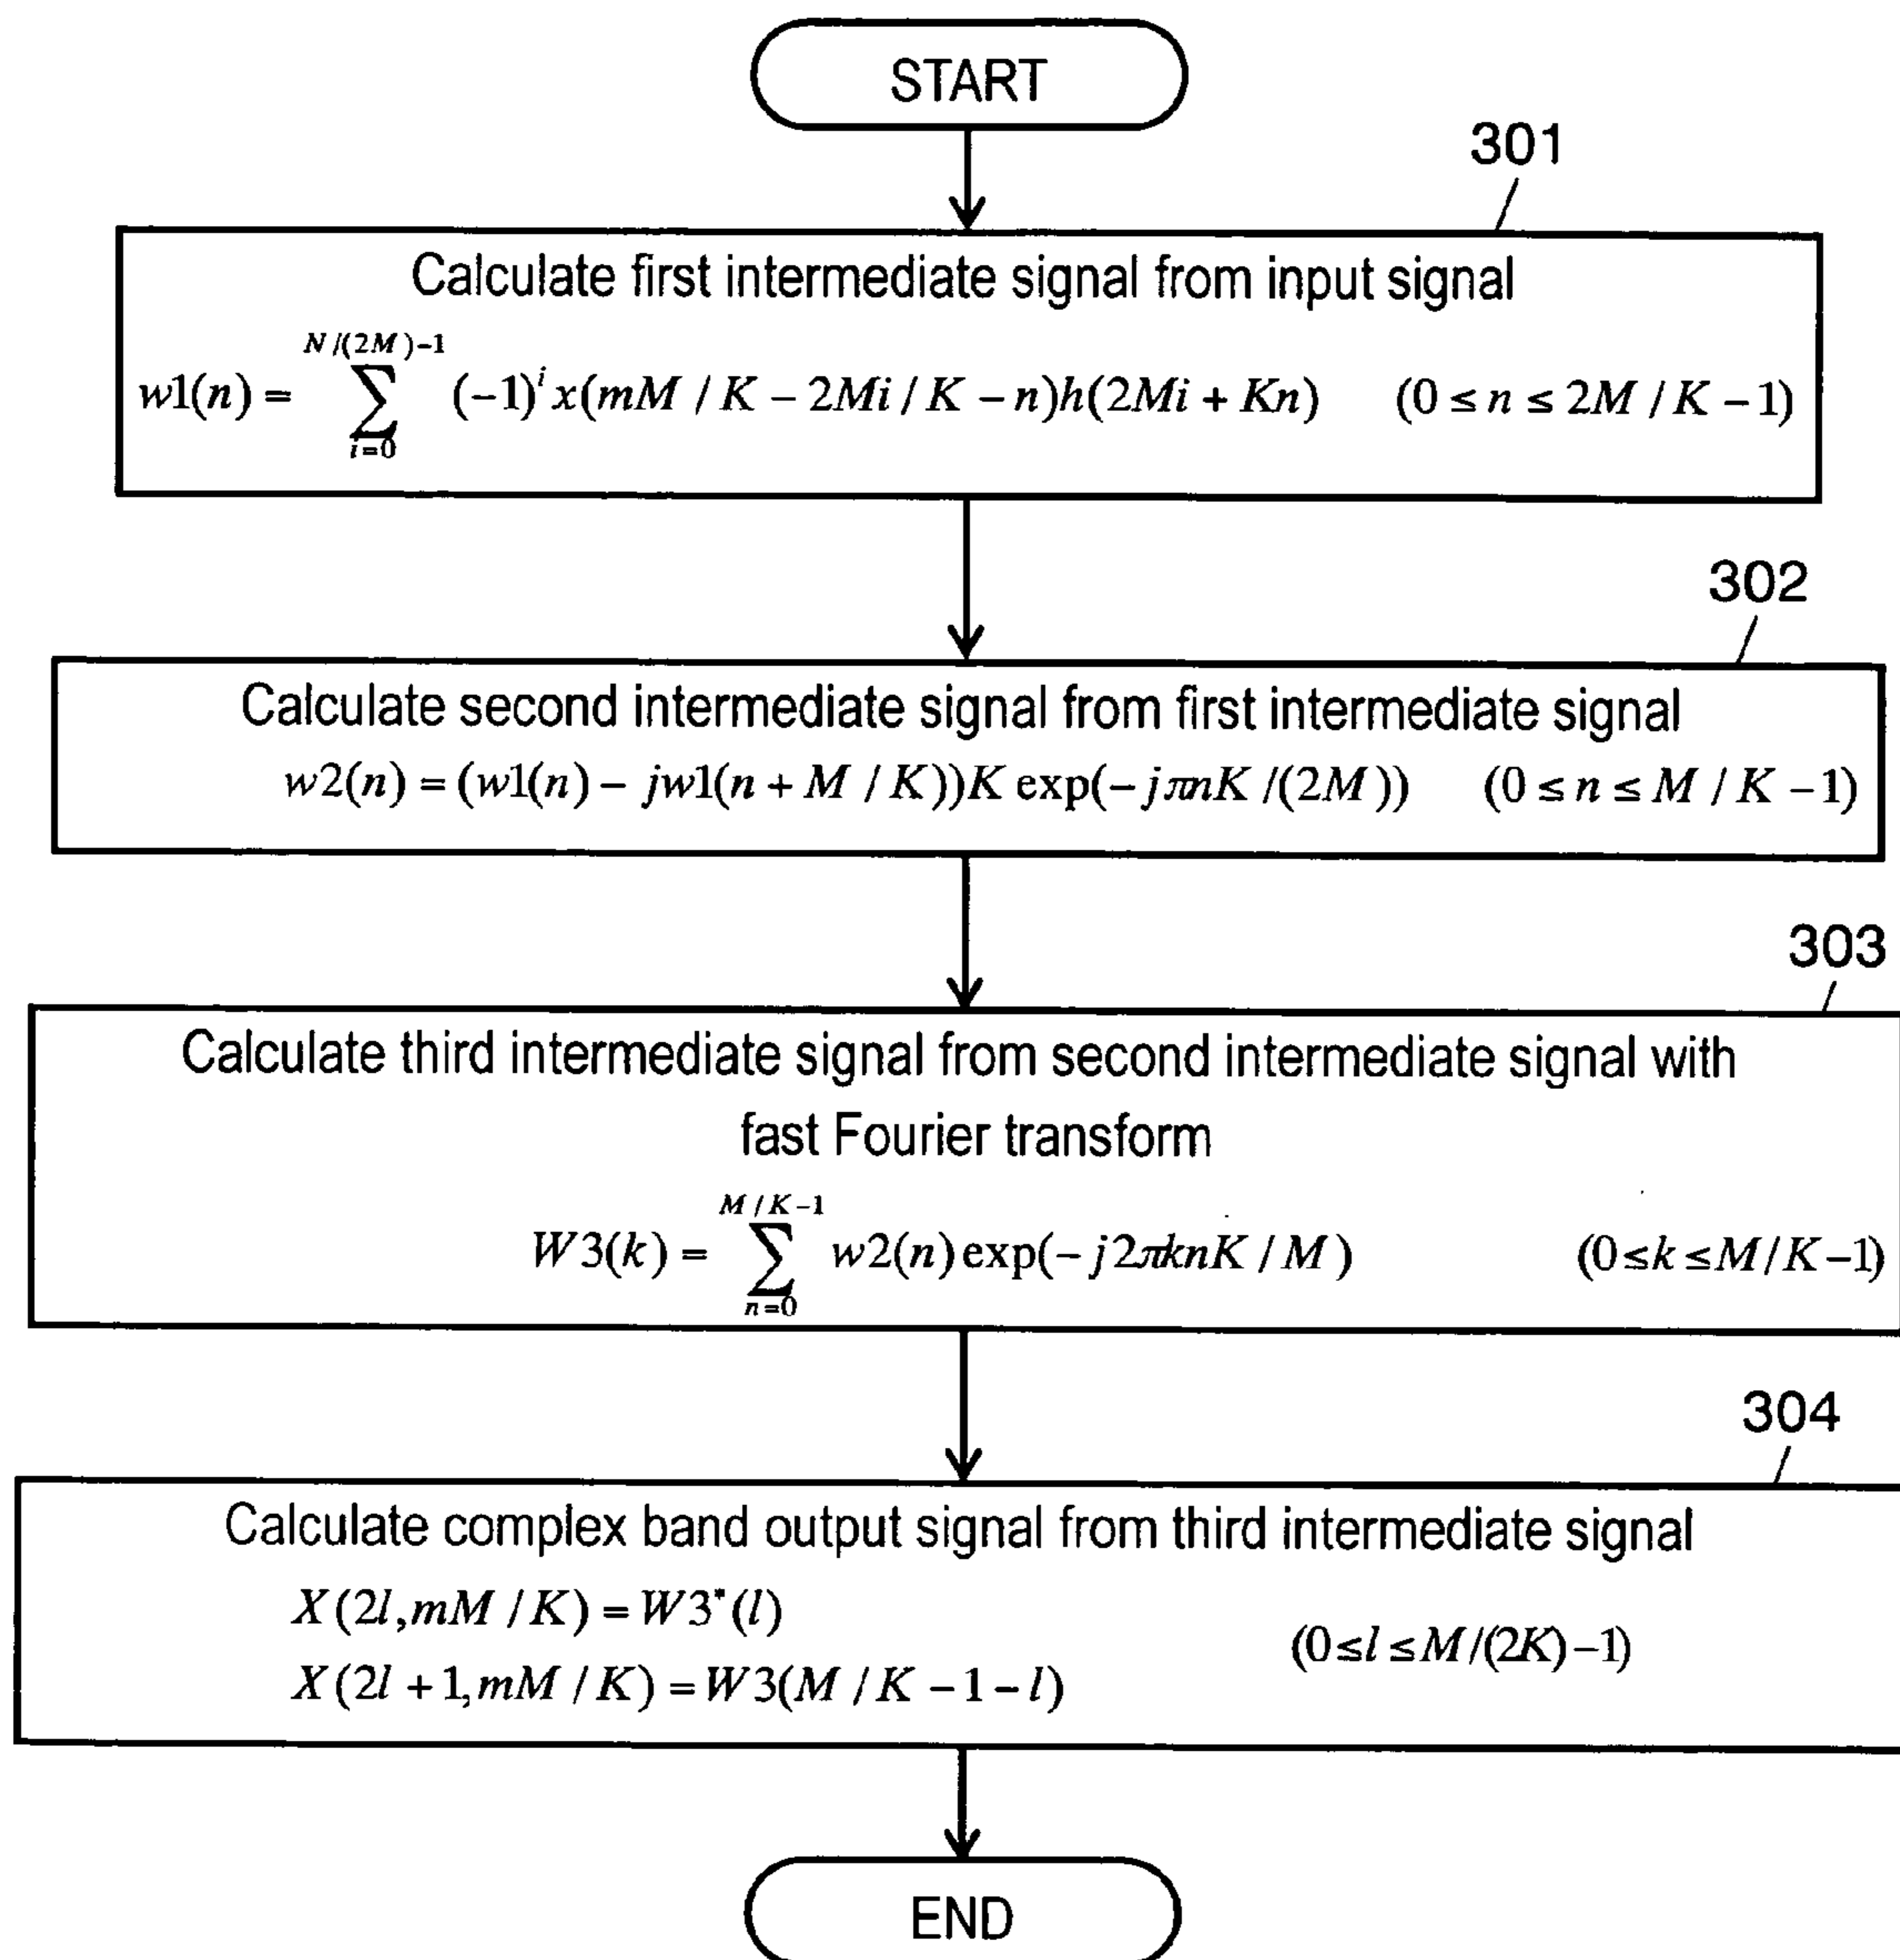 START
301
Calculate first intermediate signal from input signal
w1(n) = \sum_{i=0}^{N/(2M)-1} (-1)^i x(mM / K - 2Mi / K - n)h(2Mi + Kn) (0 ≤ n ≤ 2M / K - 1)
302
Calculate second intermediate signal from first intermediate signal
w2(n) = (w1(n) - jw1(n + M / K))K exp(-jπnK /(2M)) (0 ≤ n ≤ M / K - 1)
303
Calculate third intermediate signal from second intermediate signal with
fast Fourier transform
W3(k) = \sum_{n=0}^{M/K-1} w2(n) exp(-j2πknK / M) (0 ≤ k ≤ M/K - 1)
304
Calculate complex band output signal from third intermediate signal
X(2l, mM / K) = W3*(l)
(0 ≤ l ≤ M/(2K) - 1)
X(2l + 1, mM / K) = W3(M / K - 1 - l)
END